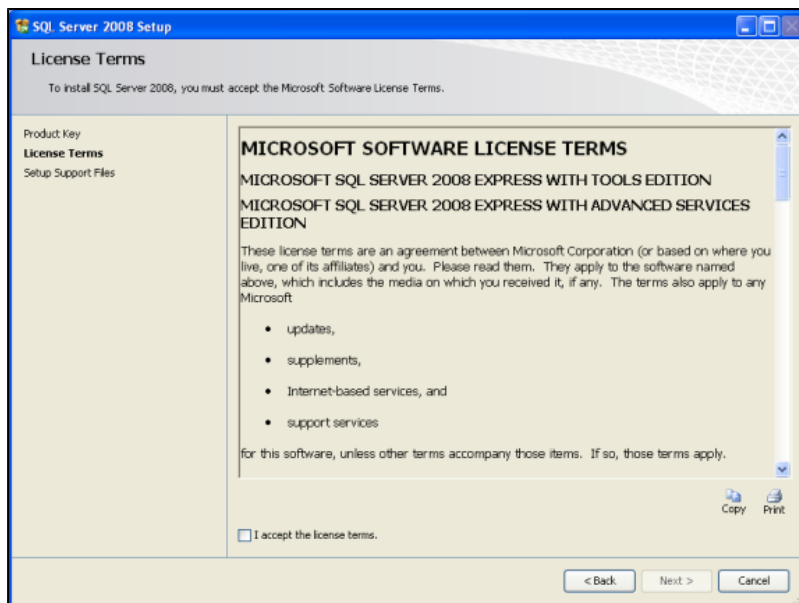 SQL Server 2008 Setup
License Terms
To install SQL Server 2008, you must accept the Microsoft Software License Terms.
Product Key
License Terms
Setup Support Files
MICROSOFT SOFTWARE LICENSE TERMS
MICROSOFT SQL SERVER 2008 EXPRESS WITH TOOLS EDITION
MICROSOFT SQL SERVER 2008 EXPRESS WITH ADVANCED SERVICES
EDITION
These license terms are an agreement between Microsoft Corporation (or based on where you
live, one of its affiliates) and you.  Please read them.  They apply to the software named
above, which includes the media on which you received it, if any.  The terms also apply to any
Microsoft
• updates,
• supplements,
• Internet-based services, and
• support services
for this software, unless other terms accompany those items.  If so, those terms apply.
Copy Print
I accept the license terms.
< Back Next > Cancel